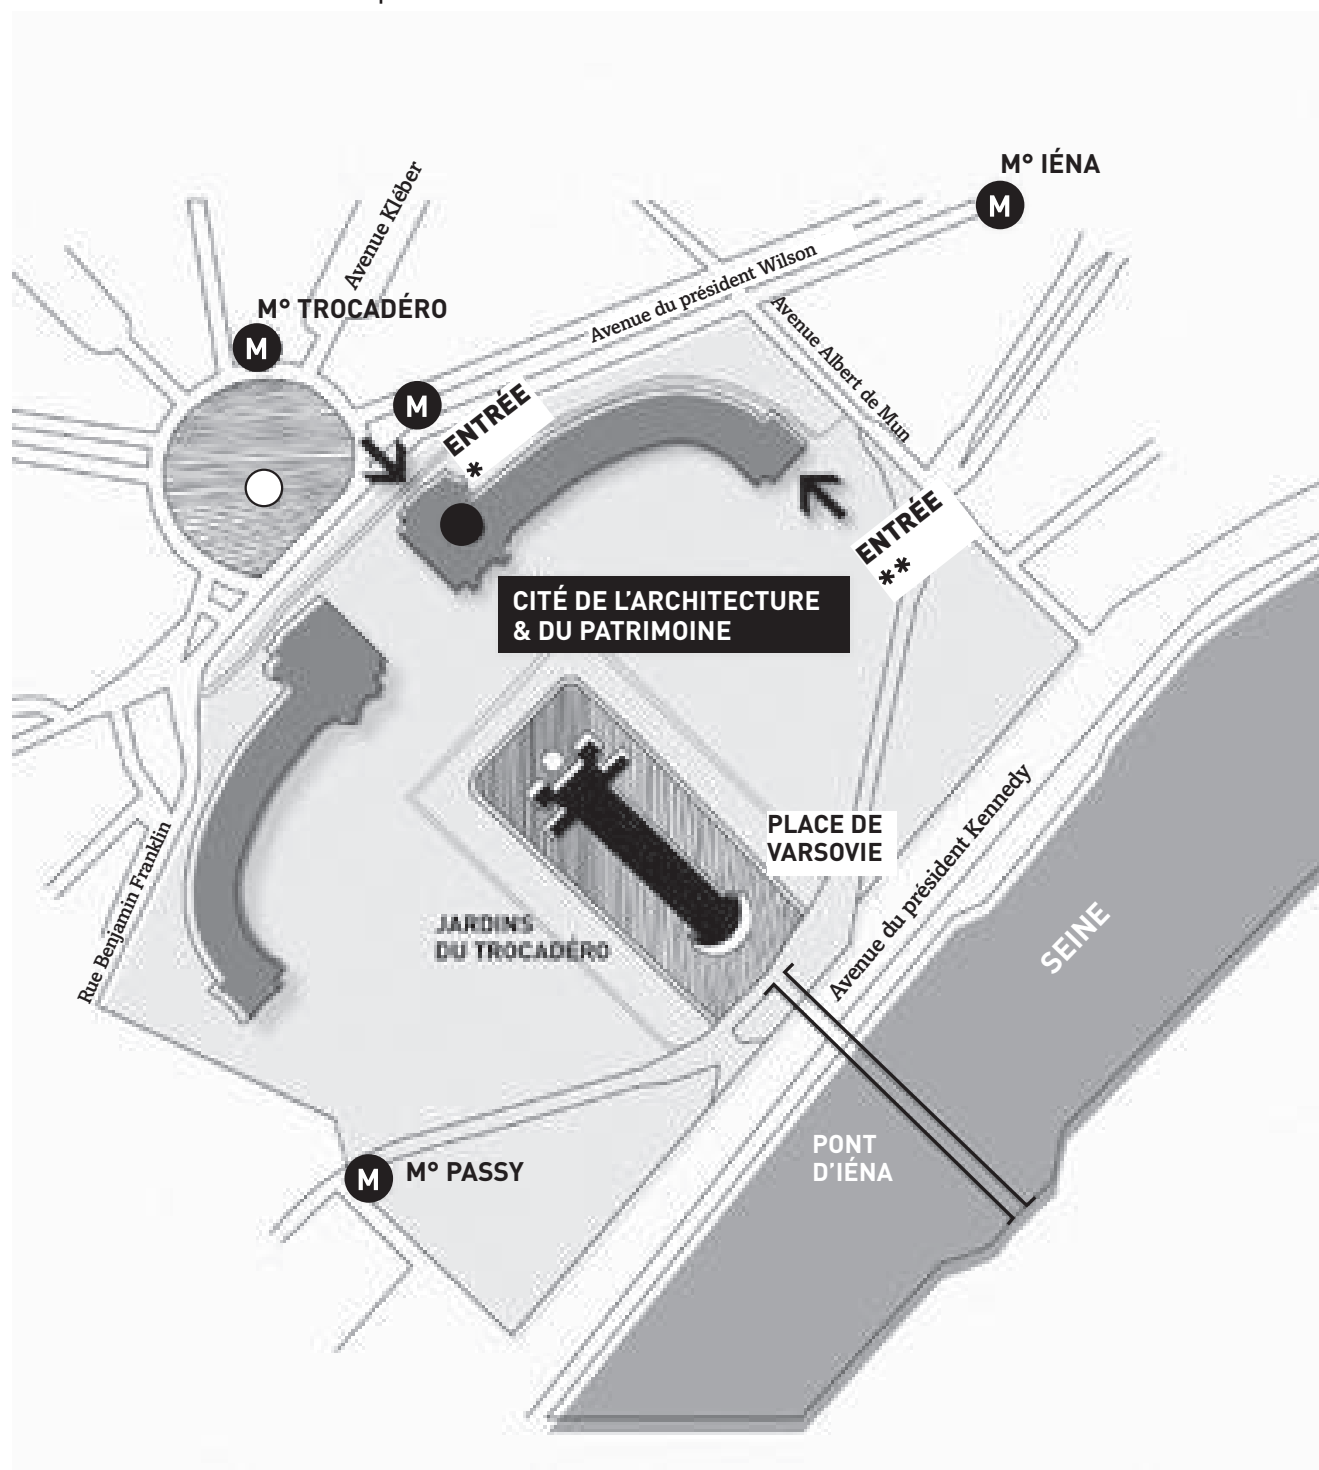 M° IÉNA
M
Avenue Kléber
Avenue du président Wilson
M° TROCADÉRO
M
Avenue Albert de Mun
M
ENTRÉE
*
ENTRÉE
**
CITÉ DE L'ARCHITECTURE
& DU PATRIMOINE
PLACE DE
VARSOVIE
Avenue du président Kennedy
Rue Benjamin Franklin
JARDINS
DU TROCADÉRO
SEINE
PONT
D'IÉNA
M
M° PASSY